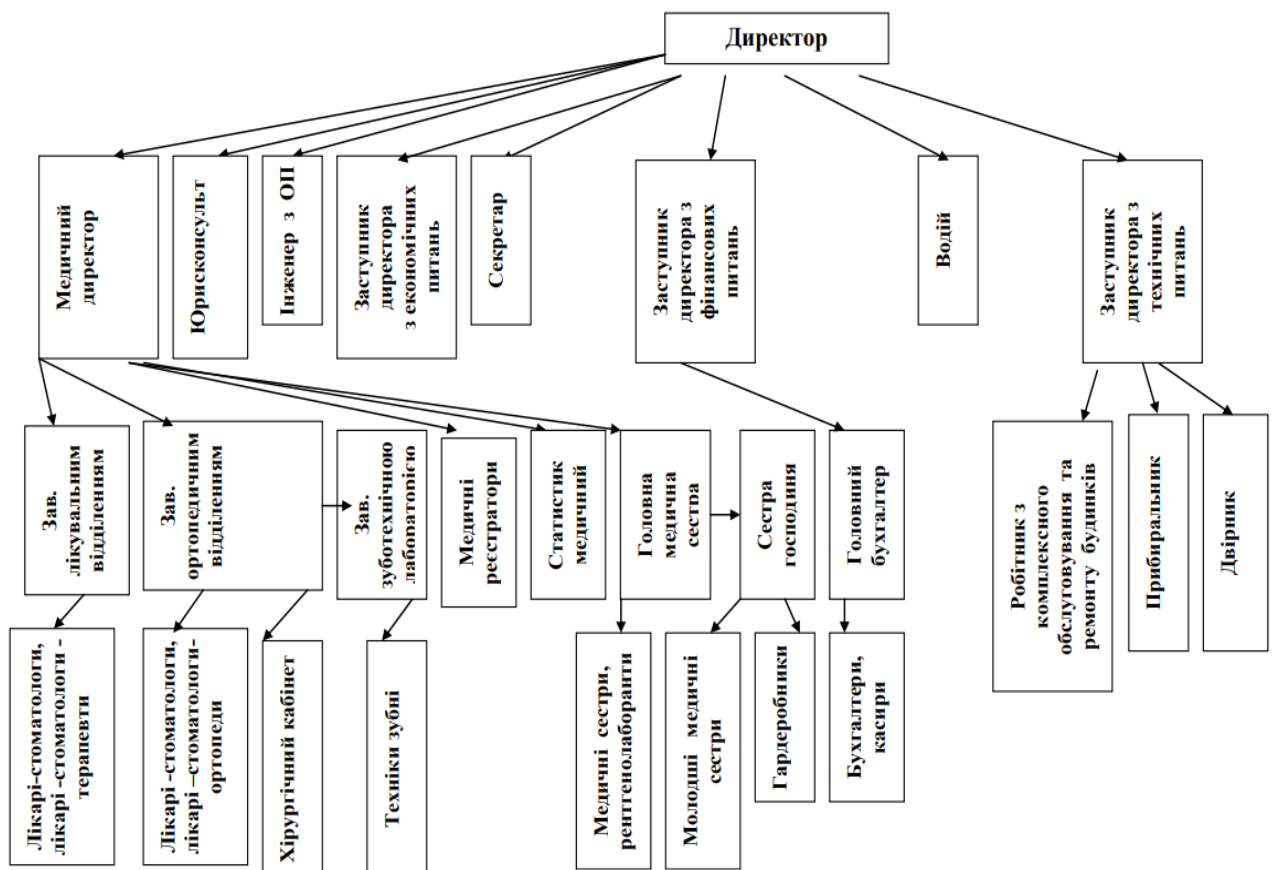 Директор
Медичний
директор
Юрисконсульт
Інженер з ОП
Заступник
директора
з економічних
питань
Секретар
Заступник
директора з
фінансових
питань
Водій
Заступник
директора з
технічних
питань
Зав.
лікувальним
відділенням
Зав.
ортопедичним
відділенням
Зав.
зуботехнічною
лабораторією
Медичні
реєстратори
Статистик
медичний
Головна
медична
сестра
Сестра
господиня
Головний
бухгалтер
Робітник з
комплексного
обслуговування та
ремонту будинків
Прибиральник
Двірник
Лікарі-стоматологи,
лікарі -стоматологи -
терапевти
Лікарі -стоматологи,
лікарі –стоматологи-
ортопеди
Хірургічний кабінет
Техніки зубні
Медичні сестри,
рентгенолаборанти
Молодші медичні
сестри
Гардеробники
Бухгалтери,
касири